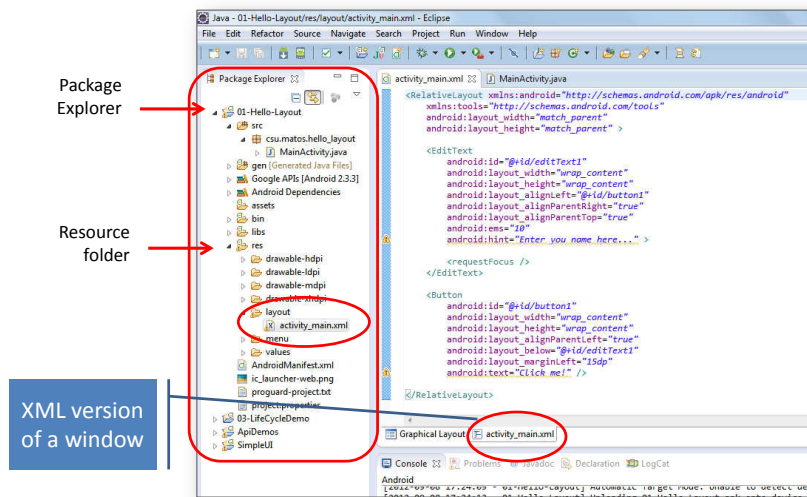 Java - 01-Hello-Layout/res/layout/activity_main.xml - Eclipse
File Edit Refactor Source Navigate Search Project Run Window Help
Package Explorer
Package
Explorer
01-Hello-Layout
src
csu.matos.hello_layout
MainActivity.java
gen [Generated Java Files]
Google APIs [Android 2.3.3]
Android Dependencies
assets
bin
libs
Resource
folder
res
drawable-hdpi
drawable-ldpi
drawable-mdpi
drawable-xhdpi
layout
activity_main.xml
menu
values
AndroidManifest.xml
ic_launcher-web.png
proguard-project.txt
project.properties
03-LifeCycleDemo
ApiDemos
SimpleUI
XML version
of a window
activity_main.xml MainActivity.java
<RelativeLayout xmlns:android="http://schemas.android.com/apk/res/android"
xmlns:tools="http://schemas.android.com/tools"
android:layout_width="match_parent"
android:layout_height="match_parent" >
<EditText
android:id="@+id/editText1"
android:layout_width="wrap_content"
android:layout_height="wrap_content"
android:layout_alignLeft="@+id/button1"
android:layout_alignParentRight="true"
android:layout_alignParentTop="true"
android:ems="10"
android:hint="Enter you name here..." >
<requestFocus />
</EditText>
<Button
android:id="@+id/button1"
android:layout_width="wrap_content"
android:layout_height="wrap_content"
android:layout_alignParentLeft="true"
android:layout_below="@+id/editText1"
android:layout_marginLeft="15dp"
android:text="Click me!" />
</RelativeLayout>
Graphical Layout activity_main.xml
Console Problems Javadoc Declaration LogCat
Android